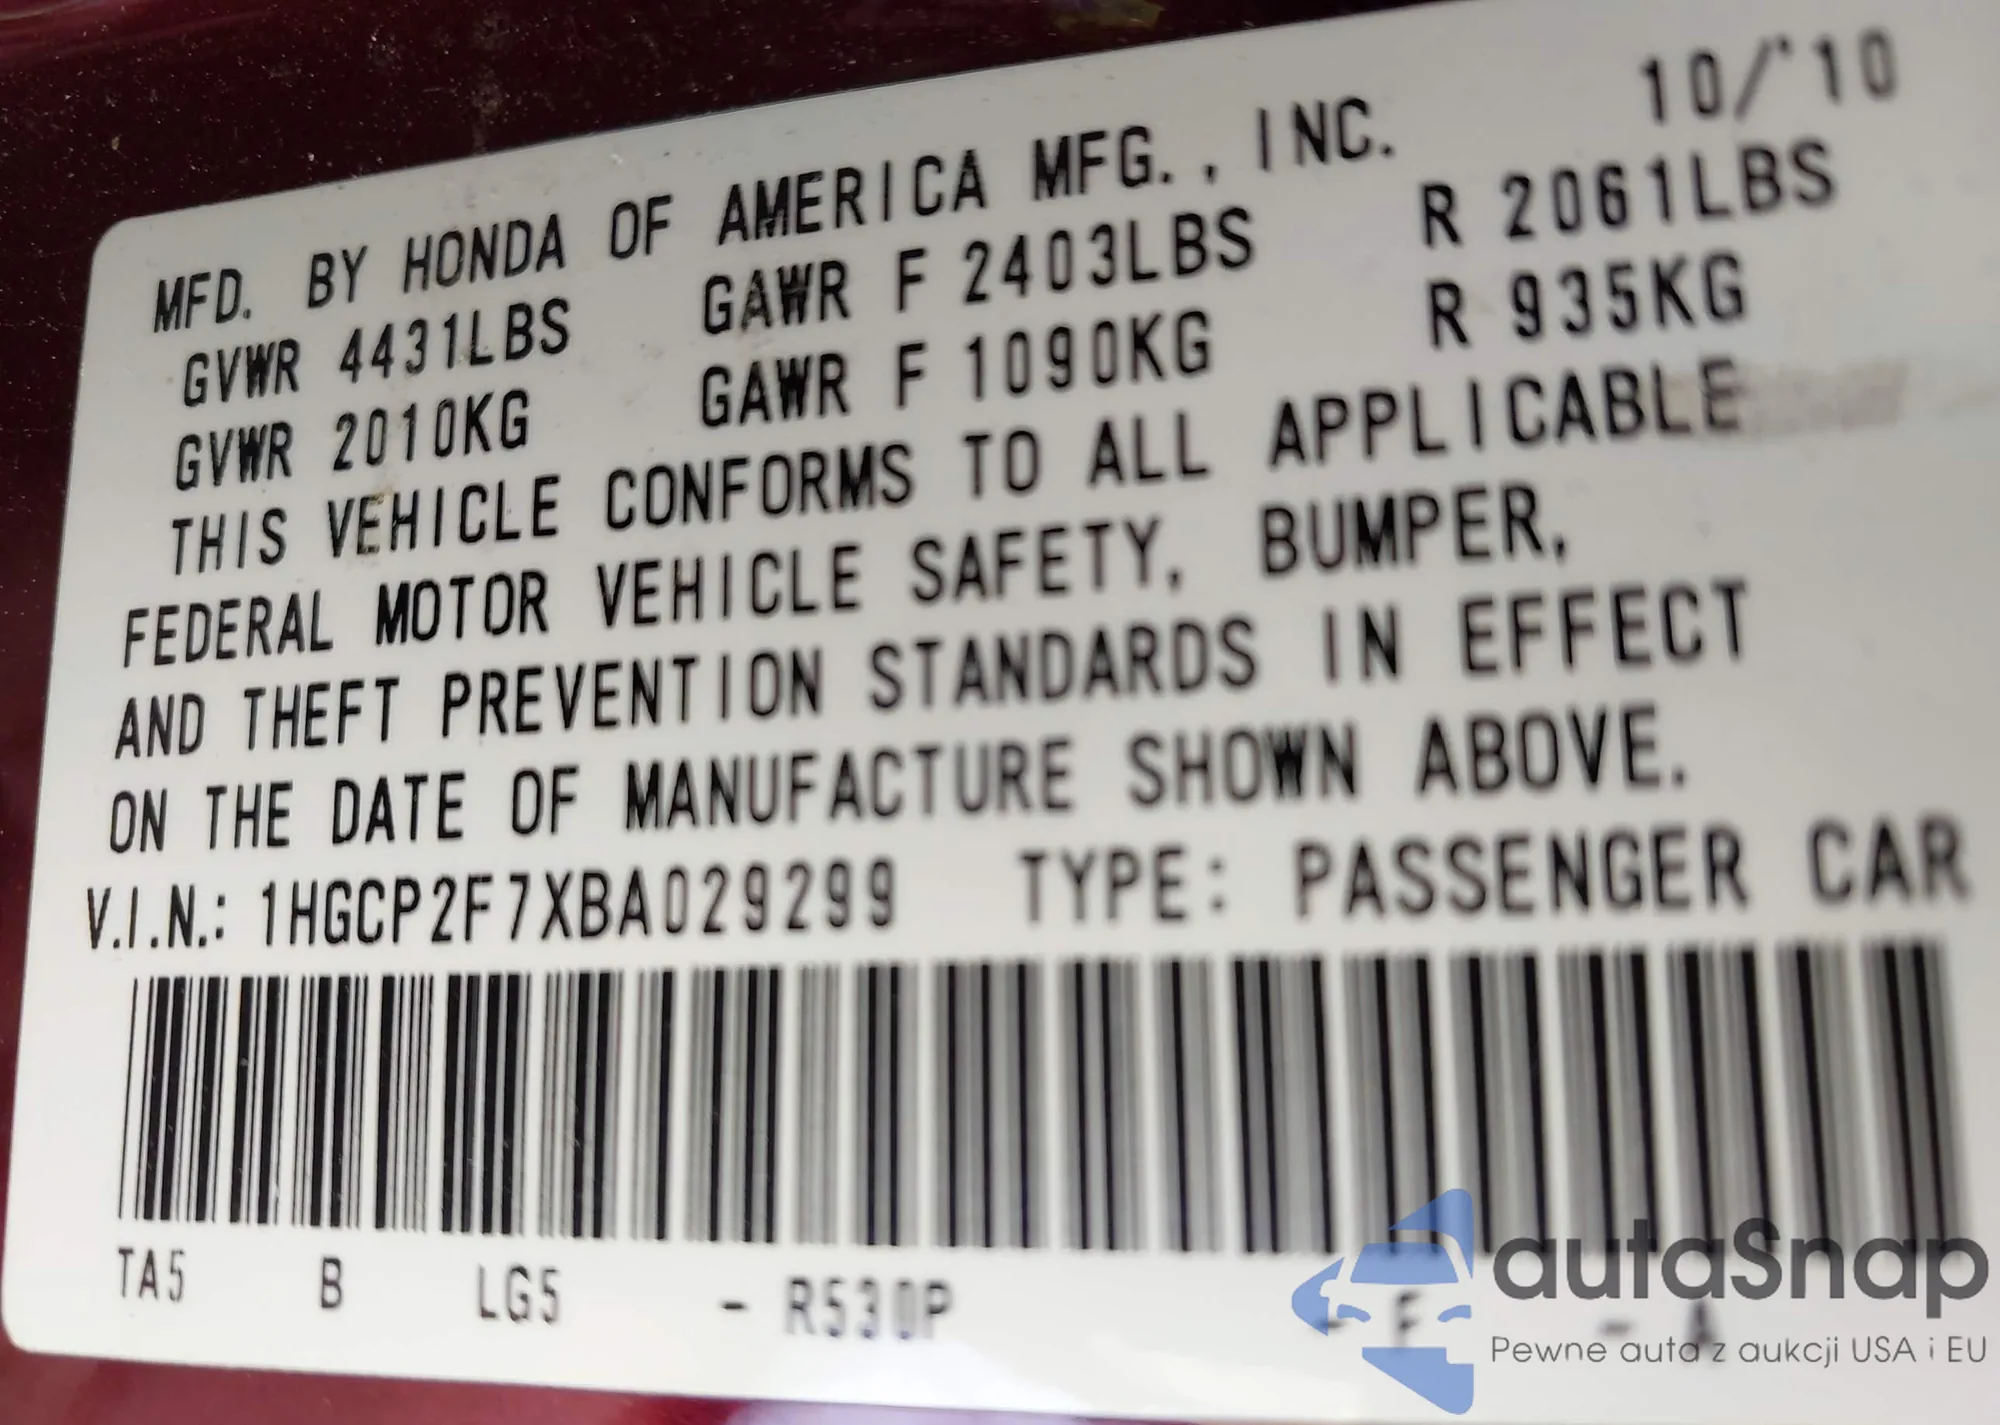 10/'10
MFD. BY HONDA OF AMERICA MFG., INC.
GVWR 4431LBS GAWR F 2403LBS R 2061LBS
GVWR 2010KG GAWR F 1090KG R 935KG
THIS VEHICLE CONFORMS TO ALL APPLICABLE
FEDERAL MOTOR VEHICLE SAFETY, BUMPER,
AND THEFT PREVENTION STANDARDS IN EFFECT
ON THE DATE OF MANUFACTURE SHOWN ABOVE.
V.I.N.: 1HGCP2F7XBA029299 TYPE: PASSENGER CAR
TA5 B LG5 - R530P - F - A
autaSnap
Pewne auta z aukcji USA i EU